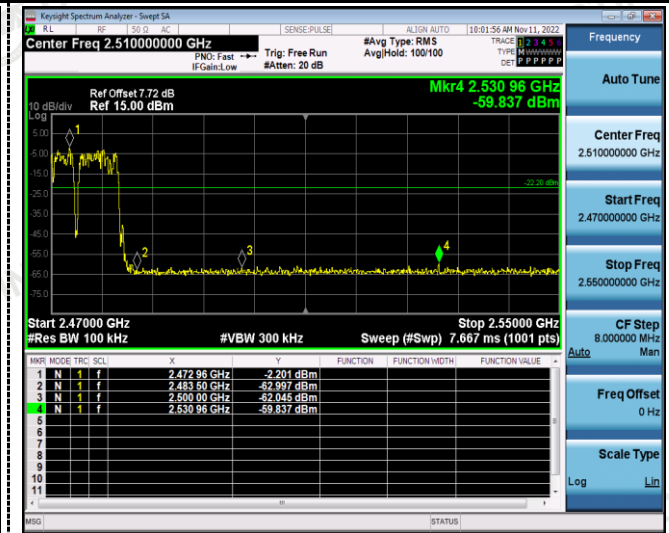 Keysight Spectrum Analyzer - Swept SA
RL RF 50 Ω AC SENSE:PULSE ALIGN AUTO 10:01:56 AM Nov 11, 2022
Center Freq 2.510000000 GHz #Avg Type: RMS TRACE 1 2 3 4 5 6
PNO: Fast Trig: Free Run Avg|Hold: 100/100 TYPE M WWWWW
IFGain:Low #Atten: 20 dB DET P P P P P P
Ref Offset 7.72 dB Mkr4 2.530 96 GHz
10 dB/div Ref 15.00 dBm -59.837 dBm
Log
5.00
-5.00
-15.0
-25.0
-35.0
-45.0
-55.0
-65.0
-75.0
1
2
3
4
-22.20 dBm
Start 2.47000 GHz Stop 2.55000 GHz
#Res BW 100 kHz #VBW 300 kHz Sweep (#Swp) 7.667 ms (1001 pts)
MKR MODE TRC SCL X Y FUNCTION FUNCTION WIDTH FUNCTION VALUE
1 N 1 f 2.472 96 GHz -2.201 dBm
2 N 1 f 2.483 50 GHz -62.997 dBm
3 N 1 f 2.500 00 GHz -62.045 dBm
4 N 1 f 2.530 96 GHz -59.837 dBm
5
6
7
8
9
10
11
MSG STATUS
Frequency
Auto Tune
Center Freq
2.510000000 GHz
Start Freq
2.470000000 GHz
Stop Freq
2.550000000 GHz
CF Step
8.000000 MHz
Auto Man
Freq Offset
0 Hz
Scale Type
Log Lin